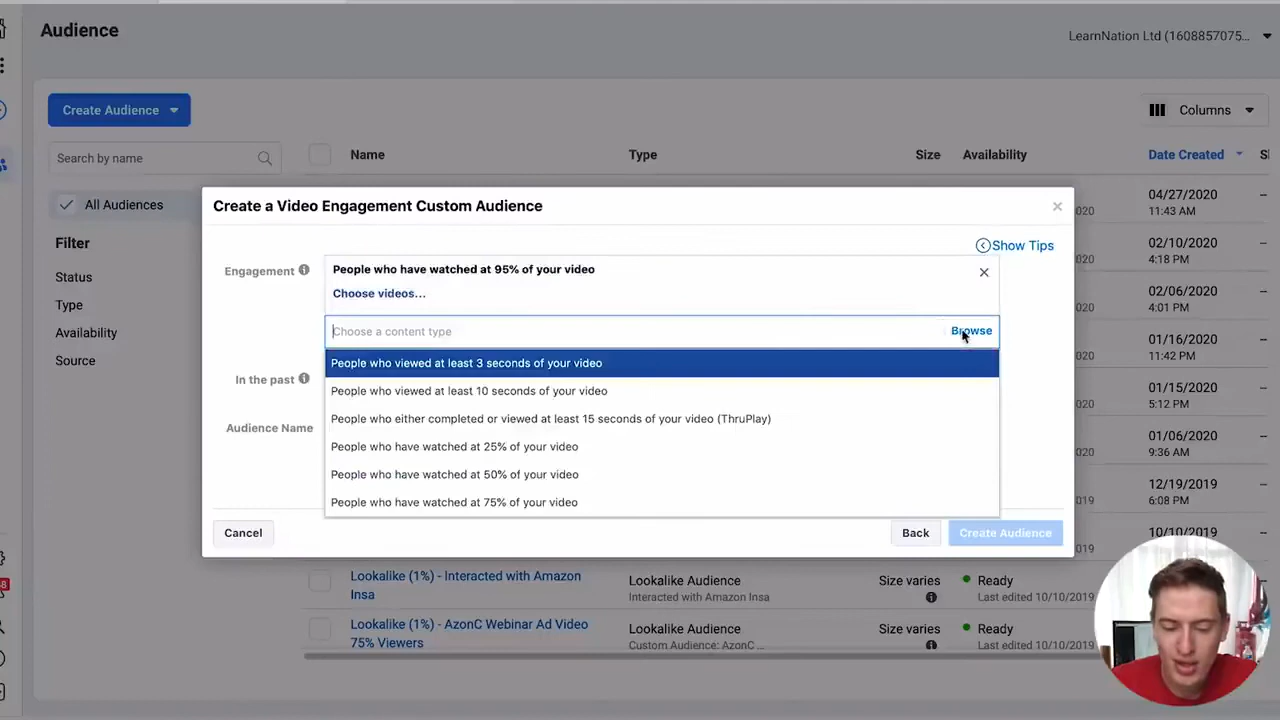 Audience
LearnNation Ltd (1608857075...
Create Audience
Columns
Search by name
Name
Type
Size
Availability
Date Created
All Audiences
Filter
Status
Type
Availability
Source
04/27/2020
11:43 AM
02/10/2020
4:18 PM
02/06/2020
4:01 PM
01/16/2020
11:42 PM
01/15/2020
5:12 PM
01/06/2020
9:36 AM
12/19/2019
6:08 PM
10/10/2019
Create a Video Engagement Custom Audience
Show Tips
Engagement
People who have watched at 95% of your video
Choose videos...
Choose a content type
Browse
People who viewed at least 3 seconds of your video
People who viewed at least 10 seconds of your video
People who either completed or viewed at least 15 seconds of your video (ThruPlay)
People who have watched at 25% of your video
People who have watched at 50% of your video
People who have watched at 75% of your video
In the past
Audience Name
Cancel
Back
Create Audience
Lookalike (1%) - Interacted with Amazon
Insa
Lookalike Audience
Interacted with Amazon Insa
Size varies
Ready
Last edited 10/10/2019
Lookalike (1%) - AzonC Webinar Ad Video
75% Viewers
Lookalike Audience
Custom Audience: AzonC ...
Size varies
Ready
Last edited 10/10/2019